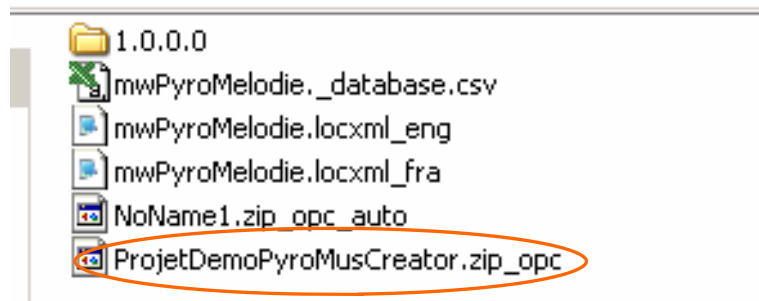 1.0.0.0
mwPyroMelodie._database.csv
mwPyroMelodie.locxml_eng
mwPyroMelodie.locxml_fra
NoName1.zip_opc_auto
ProjetDemoPyroMusCreator.zip_opc